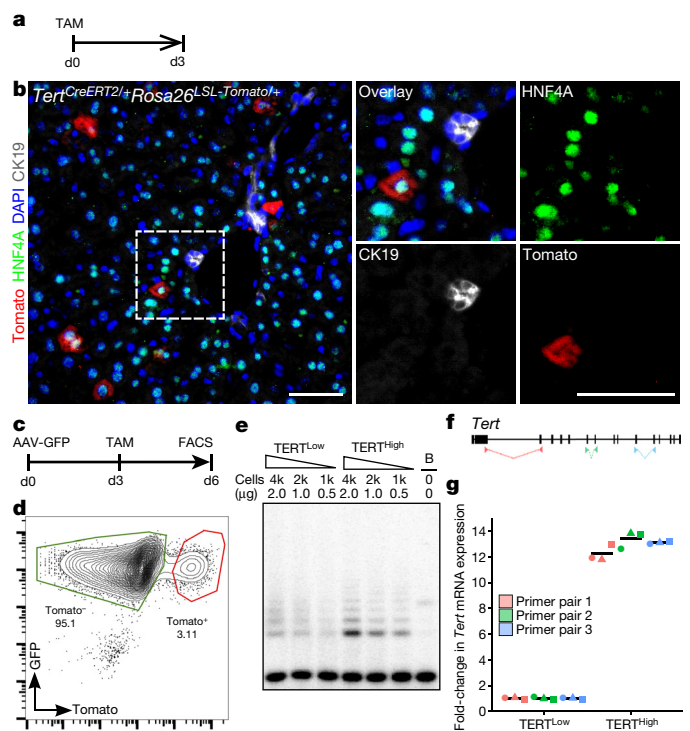 a
TAM
d0 d3
b
Tert^CreERT2/+Rosa26^LSL-Tomato/+
Tomato HNF4A DAPI CK19
Overlay
HNF4A
CK19
Tomato
c
AAV-GFP TAM FACS
d0 d3 d6
d
Tomato–
95.1
Tomato+
3.11
GFP
Tomato
e
TERT^Low TERT^High B
Cells 4k 2k 1k 4k 2k 1k 0
(µg) 2.0 1.0 0.5 2.0 1.0 0.5 0
f
Tert
g
Fold-change in Tert mRNA expression
14
12
10
8
6
4
2
0
Primer pair 1
Primer pair 2
Primer pair 3
TERT^Low TERT^High